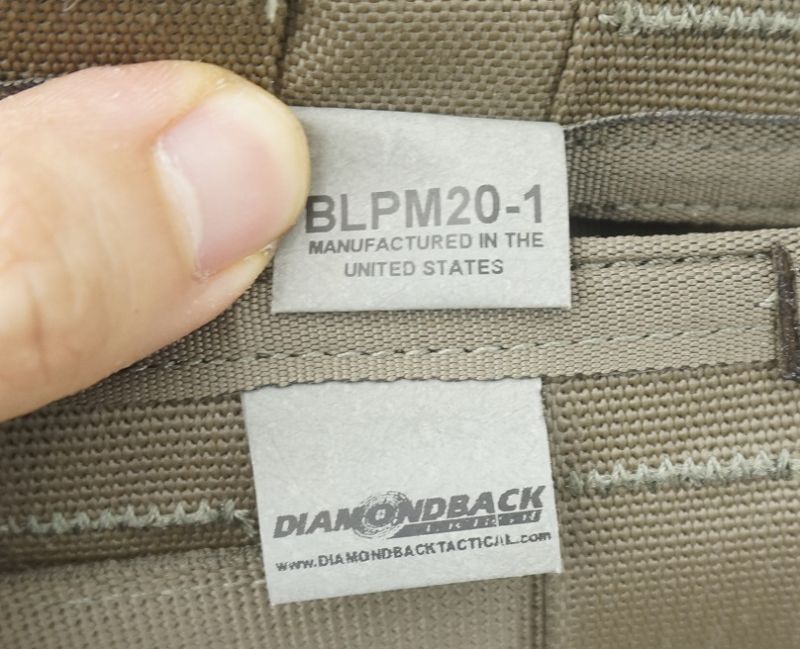 BLPM20-1
MANUFACTURED IN THE
UNITED STATES
DIAMONDBACK
www.DIAMONDBACKTACTICAL.com